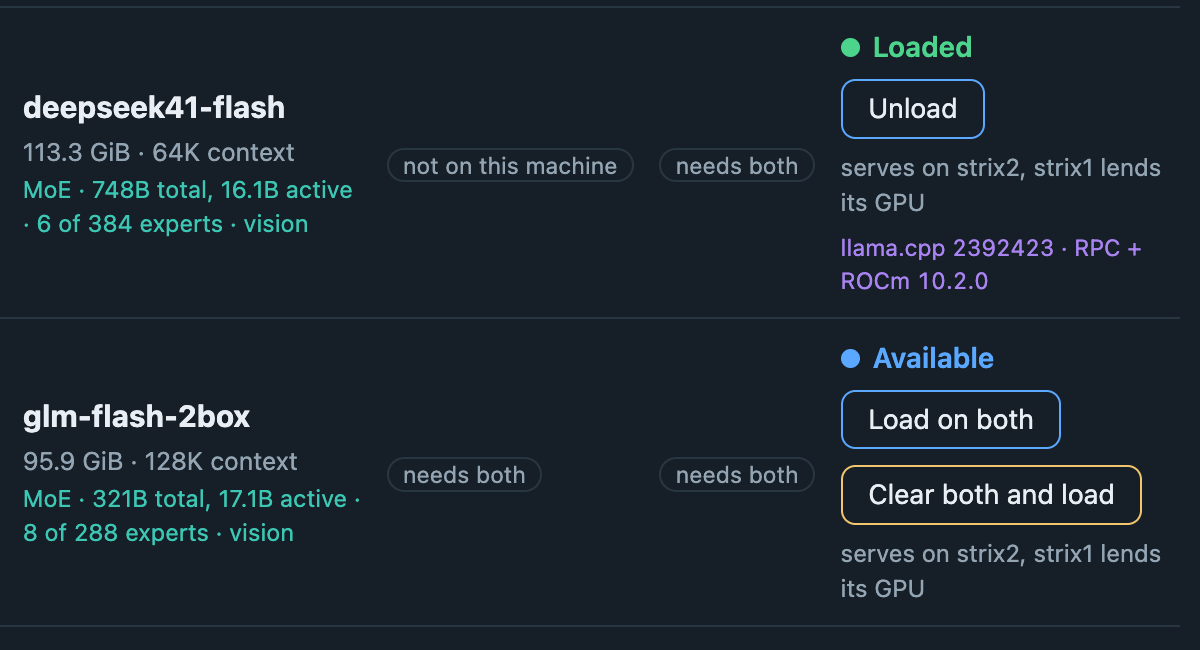 Loaded
deepseek41-flash
Unload
113.3 GiB · 64K context
not on this machine
needs both
serves on strix2, strix1 lends
its GPU
MoE · 748B total, 16.1B active
· 6 of 384 experts · vision
llama.cpp 2392423 · RPC +
ROCm 10.2.0
Available
glm-flash-2box
Load on both
95.9 GiB · 128K context
needs both
needs both
Clear both and load
MoE · 321B total, 17.1B active ·
8 of 288 experts · vision
serves on strix2, strix1 lends
its GPU